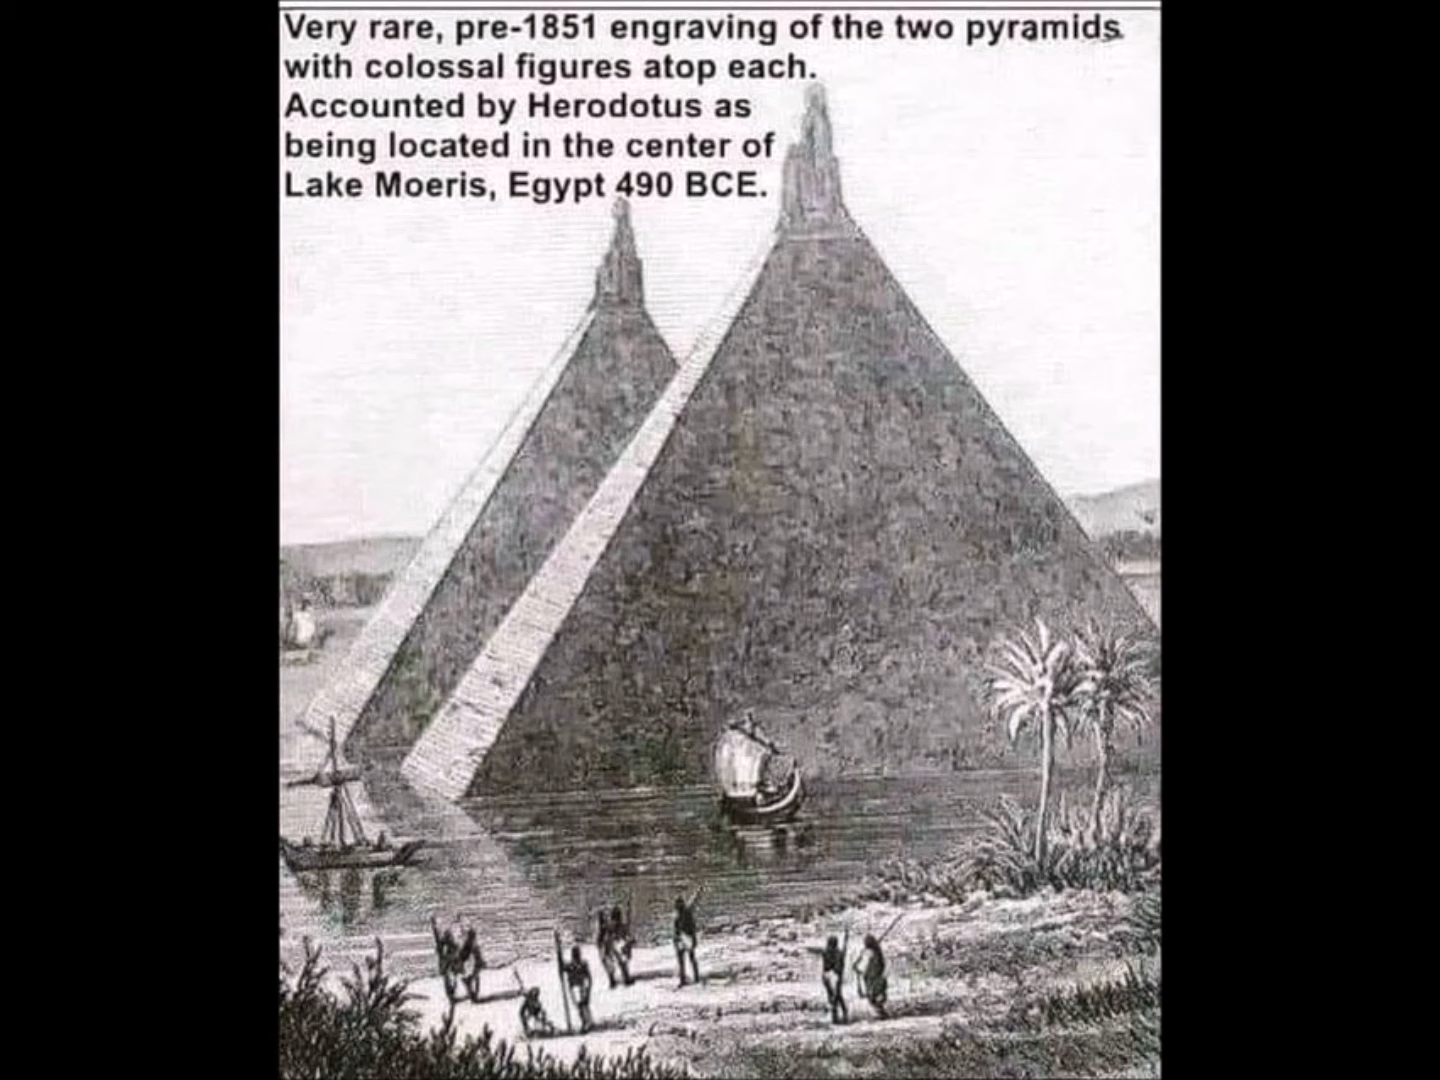 Very rare, pre-1851 engraving of the two pyramids
with colossal figures atop each.
Accounted by Herodotus as
being located in the center of
Lake Moeris, Egypt 490 BCE.